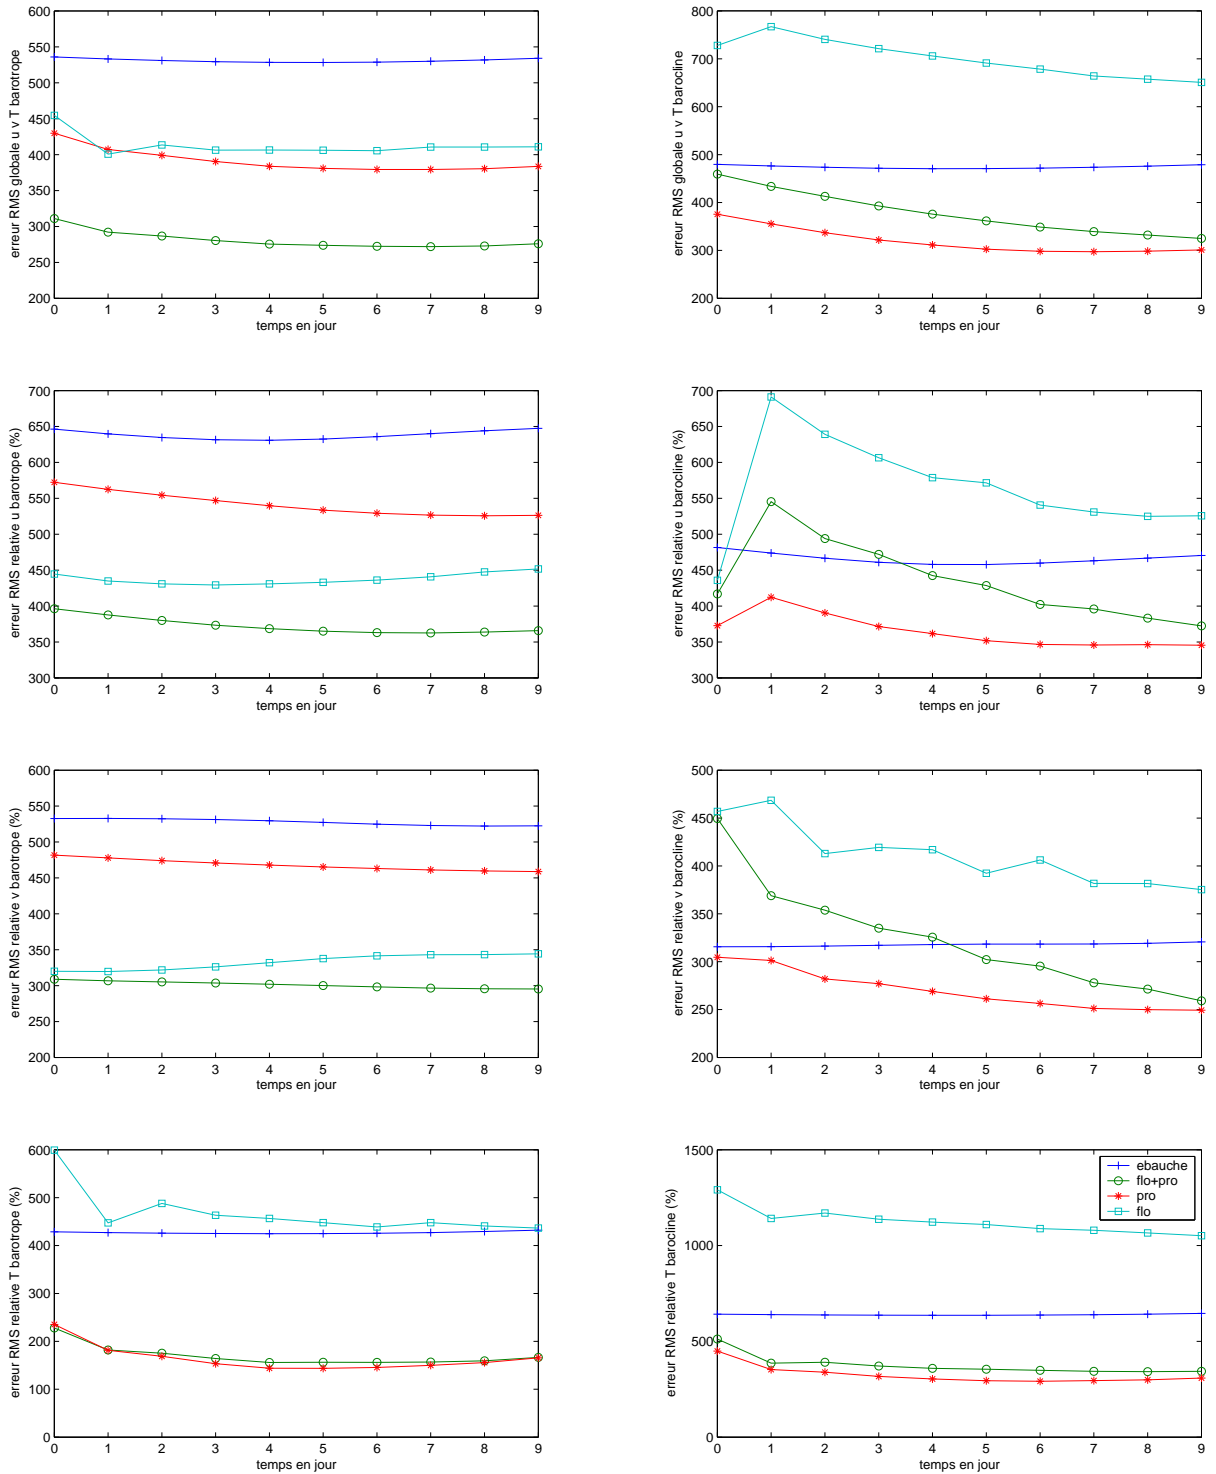 erreur RMS globale u v T barotrope
600
550
500
450
400
350
300
250
200
0 1 2 3 4 5 6 7 8 9
temps en jour
erreur RMS globale u v T barocline
800
700
600
500
400
300
200
0 1 2 3 4 5 6 7 8 9
temps en jour
erreur RMS relative u barotrope (%)
700
650
600
550
500
450
400
350
300
0 1 2 3 4 5 6 7 8 9
temps en jour
erreur RMS relative u barocline (%)
700
650
600
550
500
450
400
350
300
0 1 2 3 4 5 6 7 8 9
temps en jour
erreur RMS relative v barotrope (%)
600
550
500
450
400
350
300
250
200
0 1 2 3 4 5 6 7 8 9
temps en jour
erreur RMS relative v barocline (%)
500
450
400
350
300
250
200
0 1 2 3 4 5 6 7 8 9
temps en jour
erreur RMS relative T barotrope (%)
600
500
400
300
200
100
0
0 1 2 3 4 5 6 7 8 9
temps en jour
erreur RMS relative T barocline (%)
1500
1000
500
0
0 1 2 3 4 5 6 7 8 9
temps en jour
ebauche
flo+pro
pro
flo